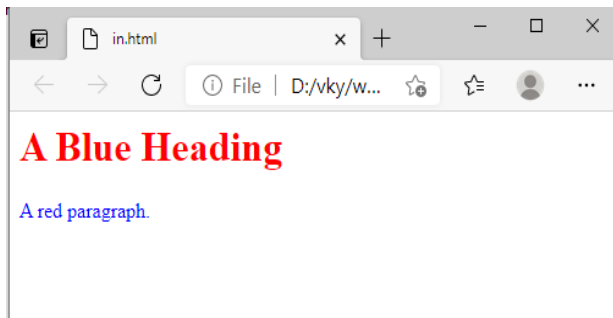 in.html
File D:/vky/w...
A Blue Heading
A red paragraph.